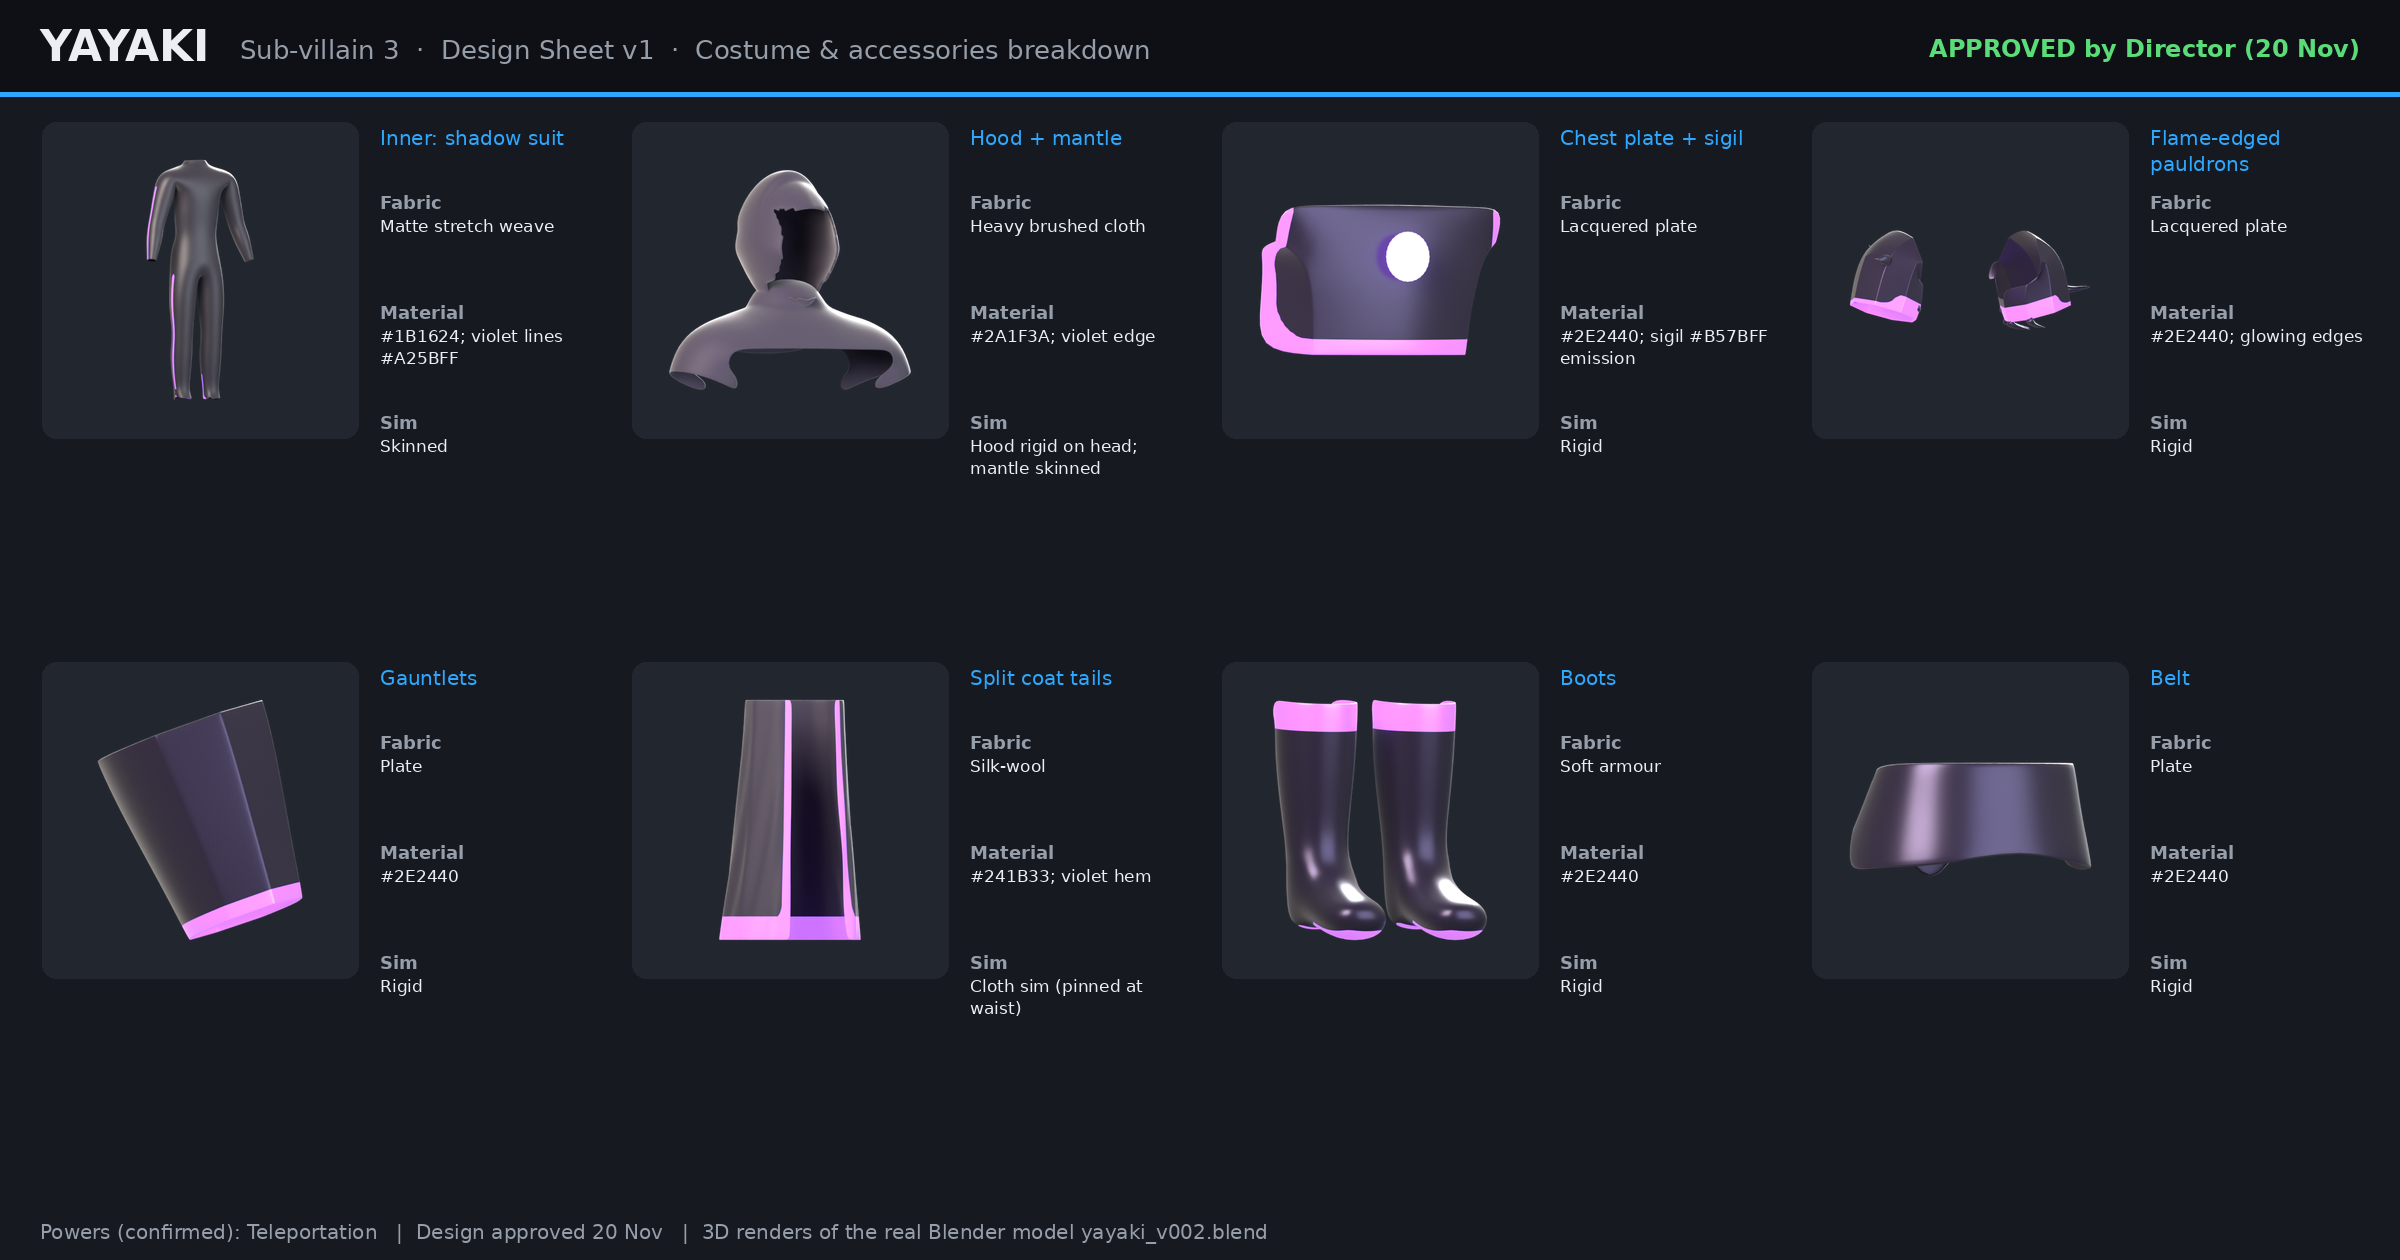 YAYAKI
Sub-villain 3 · Design Sheet v1 · Costume & accessories breakdown
APPROVED by Director (20 Nov)
Inner: shadow suit
Fabric
Matte stretch weave
Material
#1B1624; violet lines
#A25BFF
Sim
Skinned
Hood + mantle
Fabric
Heavy brushed cloth
Material
#2A1F3A; violet edge
Sim
Hood rigid on head;
mantle skinned
Chest plate + sigil
Fabric
Lacquered plate
Material
#2E2440; sigil #B57BFF
emission
Sim
Rigid
Flame-edged
pauldrons
Fabric
Lacquered plate
Material
#2E2440; glowing edges
Sim
Rigid
Gauntlets
Fabric
Plate
Material
#2E2440
Sim
Rigid
Split coat tails
Fabric
Silk-wool
Material
#241B33; violet hem
Sim
Cloth sim (pinned at
waist)
Boots
Fabric
Soft armour
Material
#2E2440
Sim
Rigid
Belt
Fabric
Plate
Material
#2E2440
Sim
Rigid
Powers (confirmed): Teleportation | Design approved 20 Nov | 3D renders of the real Blender model yayaki_v002.blend